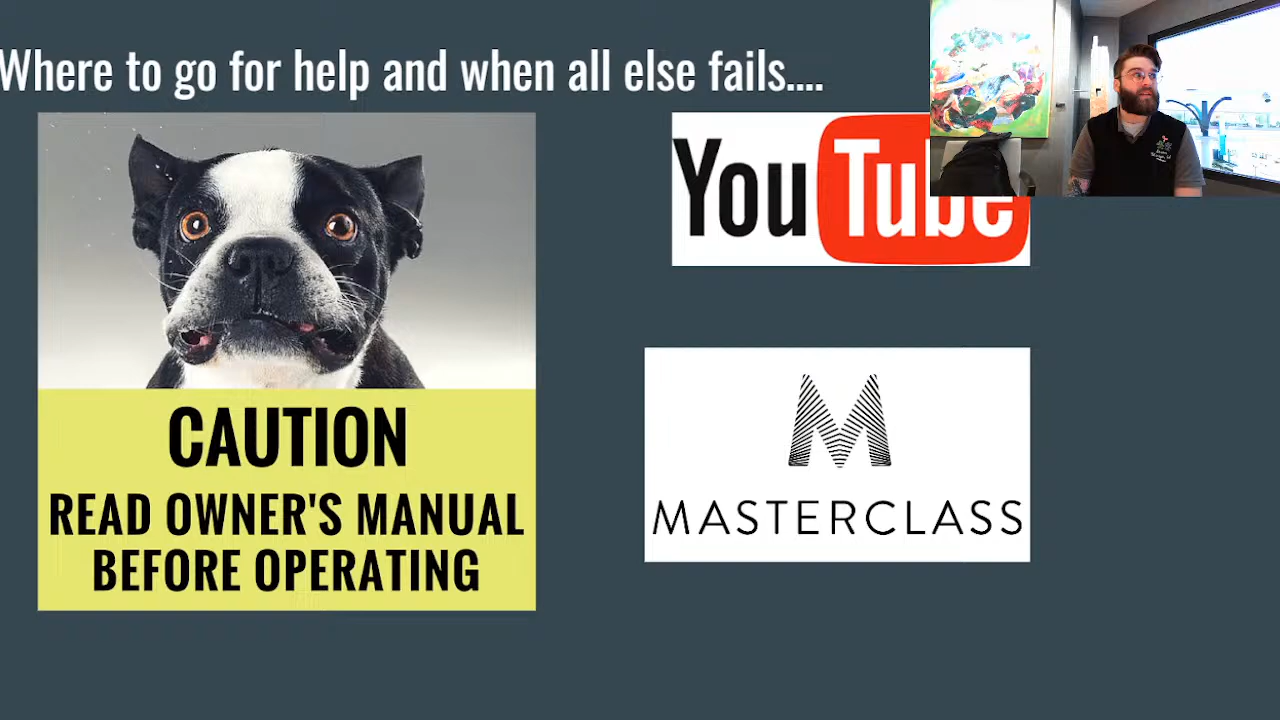 Where to go for help and when all else fails....
CAUTION
READ OWNER'S MANUAL
BEFORE OPERATING
YouTube
M
MASTERCLASS